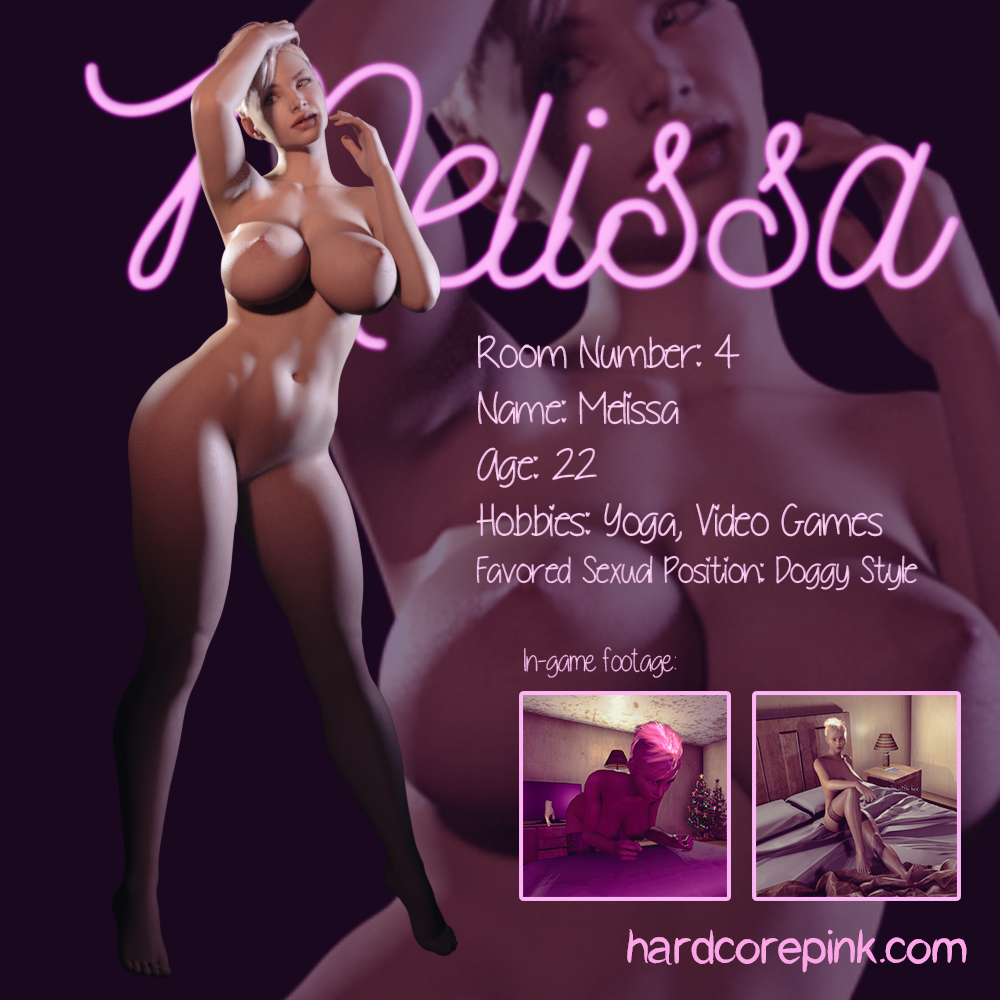 Melissa
Room Number: 4
Name: Melissa
Age: 22
Hobbies: Yoga, Video Games
Favored Sexual Position: Doggy Style
In-game footage:
hardcorepink.com